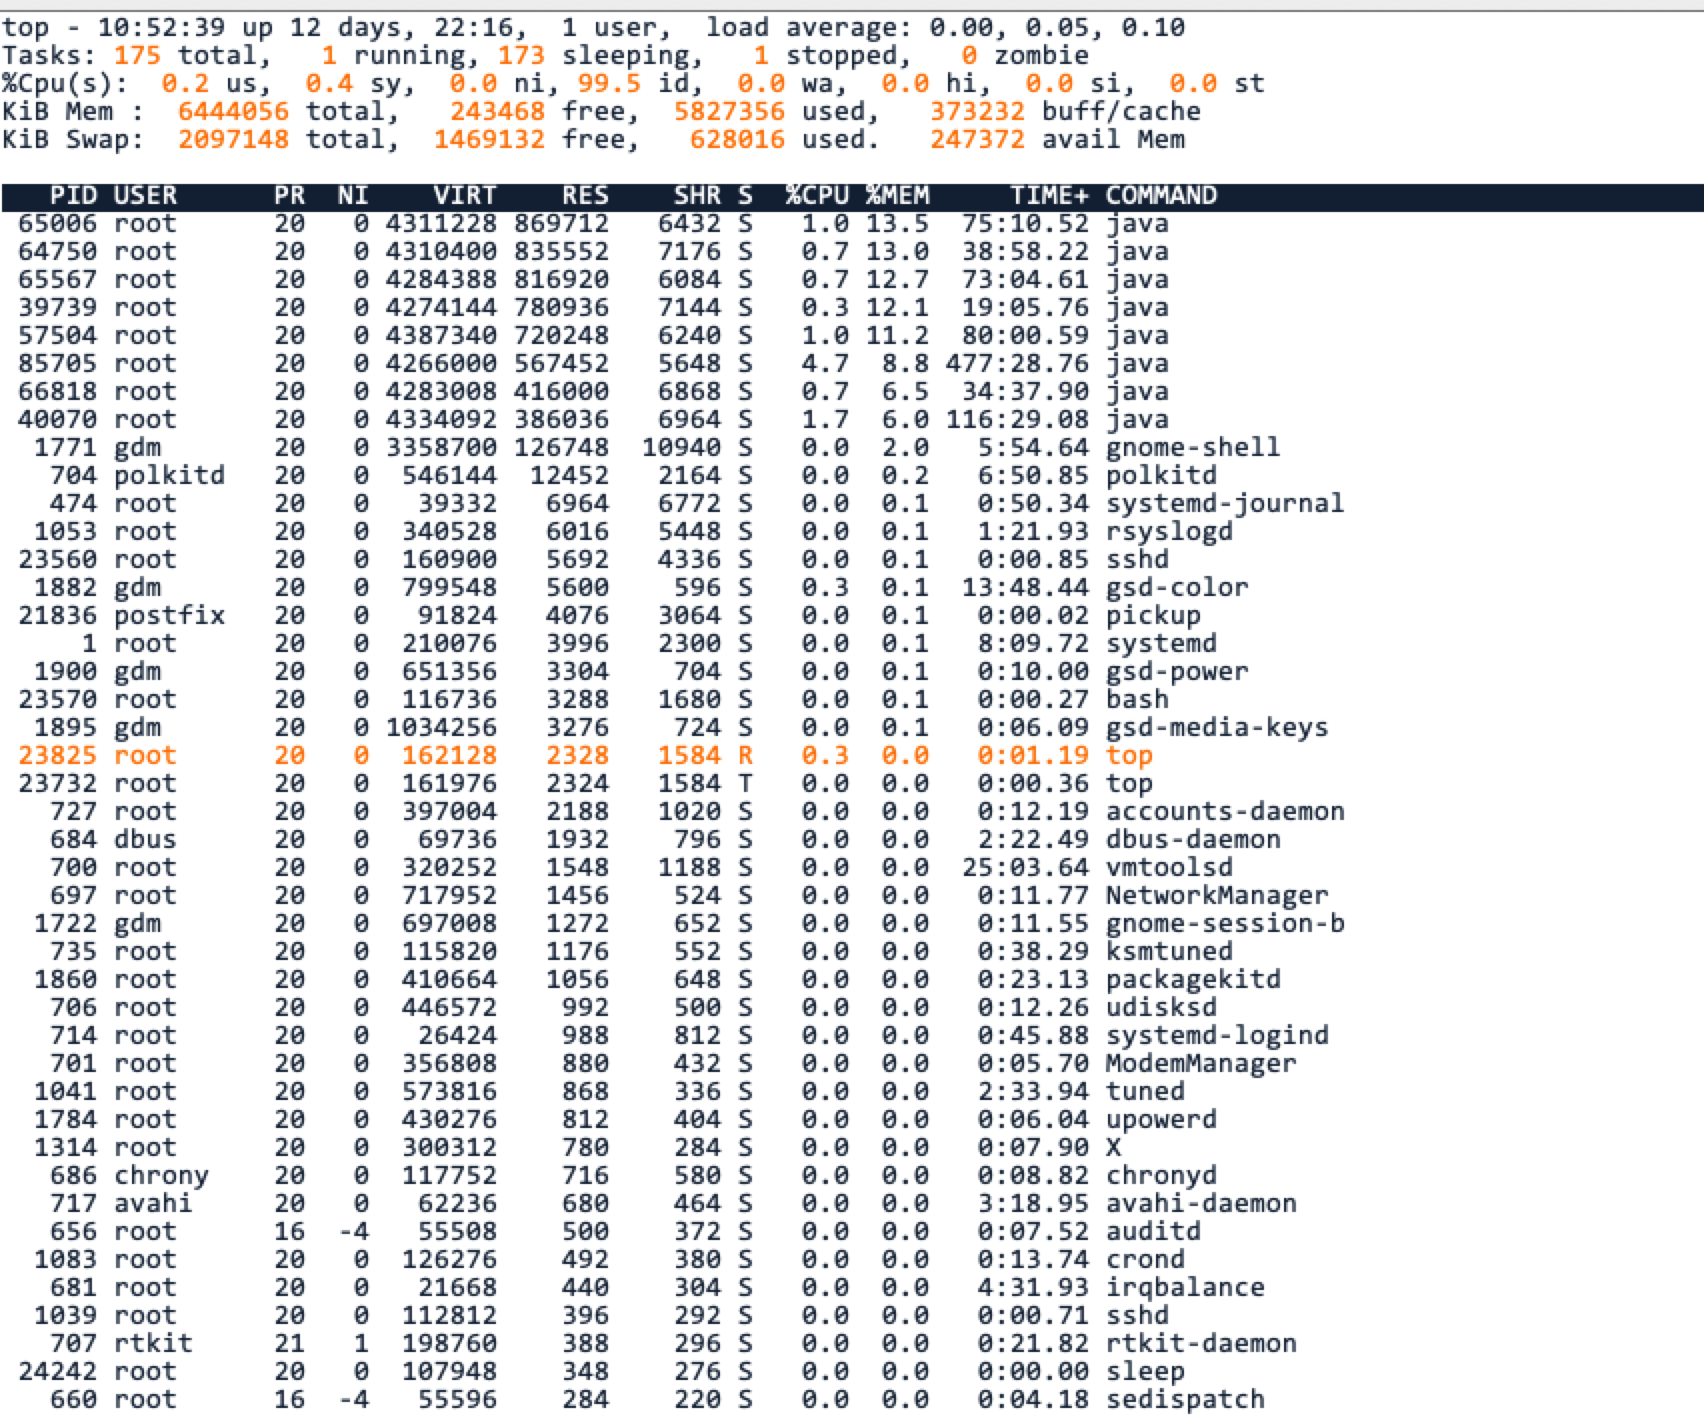 top - 10:52:39 up 12 days, 22:16,  1 user,  load average: 0.00, 0.05, 0.10
Tasks: 175 total,   1 running, 173 sleeping,   1 stopped,   0 zombie
%Cpu(s):  0.2 us,  0.4 sy,  0.0 ni, 99.5 id,  0.0 wa,  0.0 hi,  0.0 si,  0.0 st
KiB Mem :  6444056 total,   243468 free,  5827356 used,   373232 buff/cache
KiB Swap:  2097148 total,  1469132 free,   628016 used.   247372 avail Mem
PID USER PR NI VIRT RES SHR S %CPU %MEM TIME+ COMMAND
65006 root 20 0 4311228 869712 6432 S 1.0 13.5 75:10.52 java
64750 root 20 0 4310400 835552 7176 S 0.7 13.0 38:58.22 java
65567 root 20 0 4284388 816920 6084 S 0.7 12.7 73:04.61 java
39739 root 20 0 4274144 780936 7144 S 0.3 12.1 19:05.76 java
57504 root 20 0 4387340 720248 6240 S 1.0 11.2 80:00.59 java
85705 root 20 0 4266000 567452 5648 S 4.7 8.8 477:28.76 java
66818 root 20 0 4283008 416000 6868 S 0.7 6.5 34:37.90 java
40070 root 20 0 4334092 386036 6964 S 1.7 6.0 116:29.08 java
1771 gdm 20 0 3358700 126748 10940 S 0.0 2.0 5:54.64 gnome-shell
704 polkitd 20 0 546144 12452 2164 S 0.0 0.2 6:50.85 polkitd
474 root 20 0 39332 6964 6772 S 0.0 0.1 0:50.34 systemd-journal
1053 root 20 0 340528 6016 5448 S 0.0 0.1 1:21.93 rsyslogd
23560 root 20 0 160900 5692 4336 S 0.0 0.1 0:00.85 sshd
1882 gdm 20 0 799548 5600 596 S 0.3 0.1 13:48.44 gsd-color
21836 postfix 20 0 91824 4076 3064 S 0.0 0.1 0:00.02 pickup
1 root 20 0 210076 3996 2300 S 0.0 0.1 8:09.72 systemd
1900 gdm 20 0 651356 3304 704 S 0.0 0.1 0:10.00 gsd-power
23570 root 20 0 116736 3288 1680 S 0.0 0.1 0:00.27 bash
1895 gdm 20 0 1034256 3276 724 S 0.0 0.1 0:06.09 gsd-media-keys
23825 root 20 0 162128 2328 1584 R 0.3 0.0 0:01.19 top
23732 root 20 0 161976 2324 1584 T 0.0 0.0 0:00.36 top
727 root 20 0 397004 2188 1020 S 0.0 0.0 0:12.19 accounts-daemon
684 dbus 20 0 69736 1932 796 S 0.0 0.0 2:22.49 dbus-daemon
700 root 20 0 320252 1548 1188 S 0.0 0.0 25:03.64 vmtoolsd
697 root 20 0 717952 1456 524 S 0.0 0.0 0:11.77 NetworkManager
1722 gdm 20 0 697008 1272 652 S 0.0 0.0 0:11.55 gnome-session-b
735 root 20 0 115820 1176 552 S 0.0 0.0 0:38.29 ksmtuned
1860 root 20 0 410664 1056 648 S 0.0 0.0 0:23.13 packagekitd
706 root 20 0 446572 992 500 S 0.0 0.0 0:12.26 udisksd
714 root 20 0 26424 988 812 S 0.0 0.0 0:45.88 systemd-logind
701 root 20 0 356808 880 432 S 0.0 0.0 0:05.70 ModemManager
1041 root 20 0 573816 868 336 S 0.0 0.0 2:33.94 tuned
1784 root 20 0 430276 812 404 S 0.0 0.0 0:06.04 upowerd
1314 root 20 0 300312 780 284 S 0.0 0.0 0:07.90 X
686 chrony 20 0 117752 716 580 S 0.0 0.0 0:08.82 chronyd
717 avahi 20 0 62236 680 464 S 0.0 0.0 3:18.95 avahi-daemon
656 root 16 -4 55508 500 372 S 0.0 0.0 0:07.52 auditd
1083 root 20 0 126276 492 380 S 0.0 0.0 0:13.74 crond
681 root 20 0 21668 440 304 S 0.0 0.0 4:31.93 irqbalance
1039 root 20 0 112812 396 292 S 0.0 0.0 0:00.71 sshd
707 rtkit 21 1 198760 388 296 S 0.0 0.0 0:21.82 rtkit-daemon
24242 root 20 0 107948 348 276 S 0.0 0.0 0:00.00 sleep
660 root 16 -4 55596 284 220 S 0.0 0.0 0:04.18 sedispatch